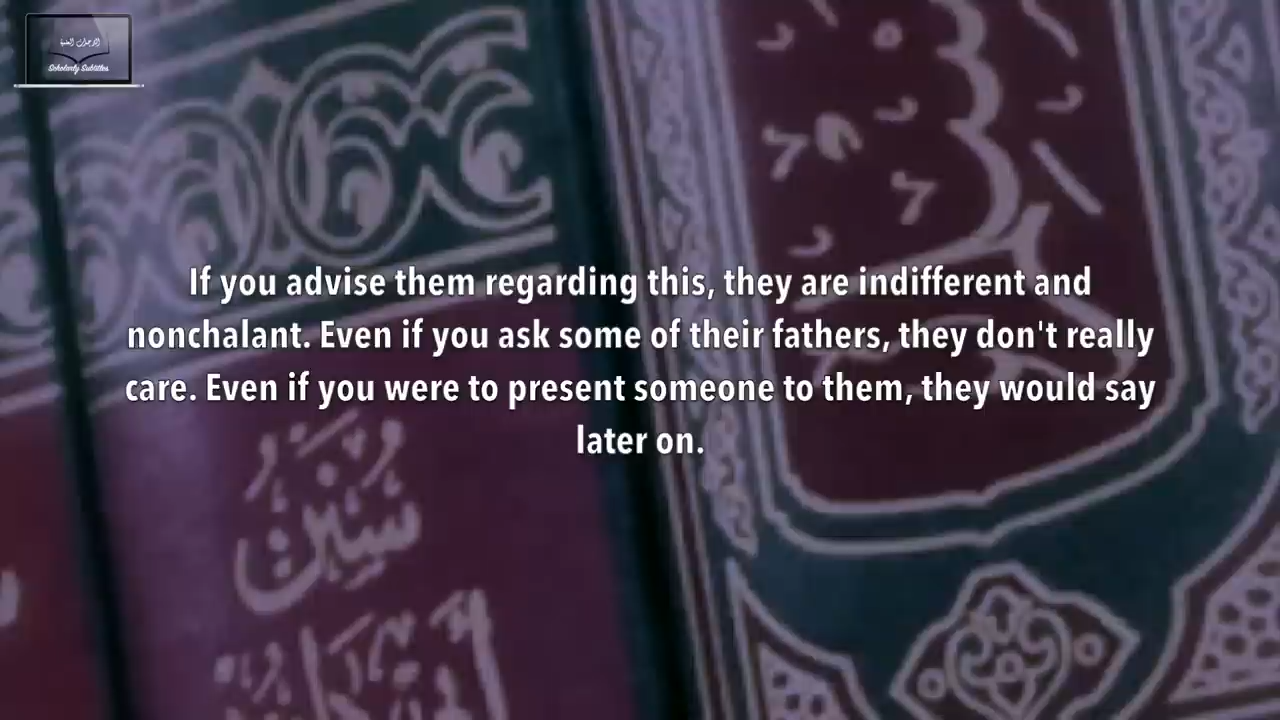 Scholarly Subtitles
If you advise them regarding this, they are indifferent and
nonchalant. Even if you ask some of their fathers, they don't really
care. Even if you were to present someone to them, they would say
later on.
سنن